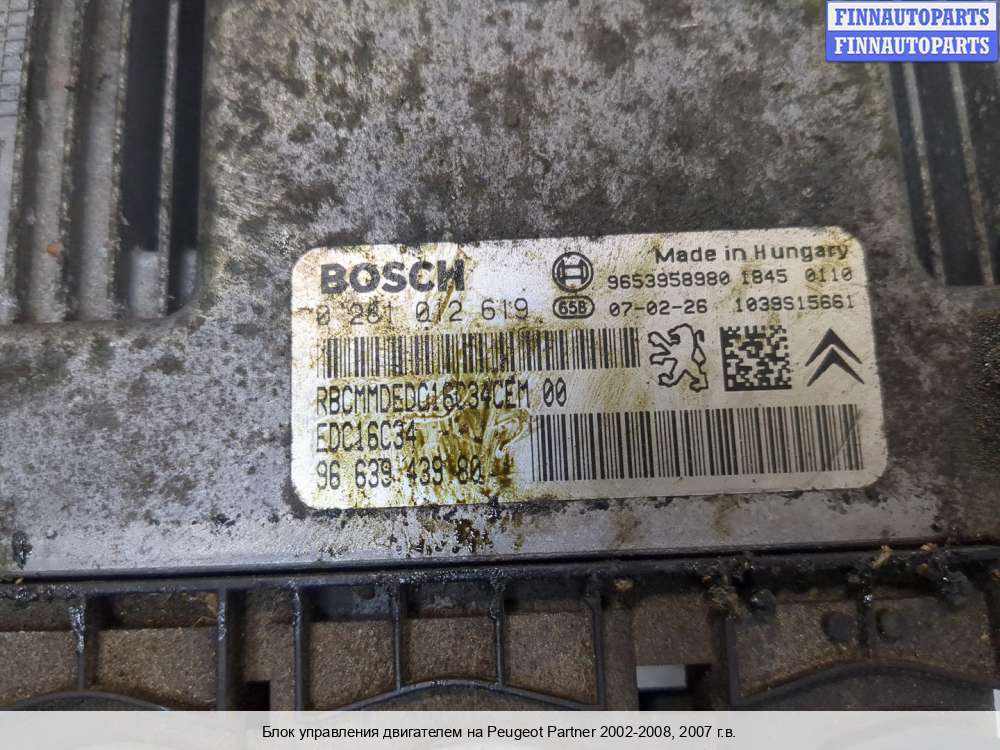 FINNAUTOPARTS
FINNAUTOPARTS
Made in Hungary
BOSCH
9653958980 1845 0110
0 281 012 619 658 07-02-26 1039S15661
RBCMMDEDC16C34CEM 00
EDC16C34
96 639 439 80
Блок управления двигателем на Peugeot Partner 2002-2008, 2007 г.в.